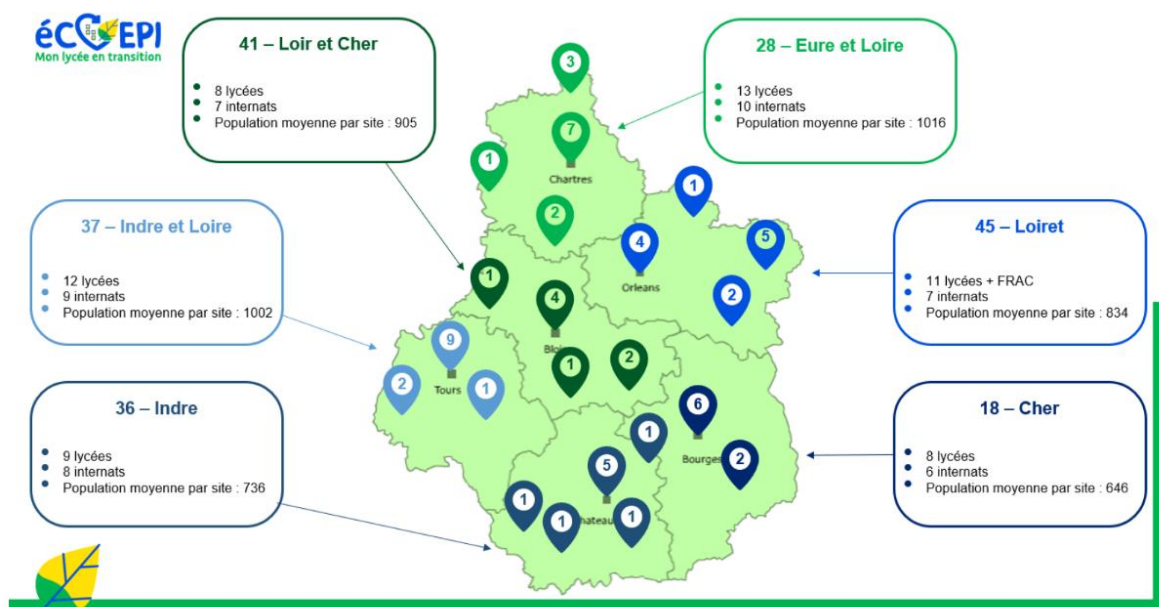 écoEPI
Mon lycée en transition
41 – Loir et Cher
8 lycées
7 internats
Population moyenne par site : 905
28 – Eure et Loire
13 lycées
10 internats
Population moyenne par site : 1016
37 – Indre et Loire
12 lycées
9 internats
Population moyenne par site : 1002
45 – Loiret
11 lycées + FRAC
7 internats
Population moyenne par site : 834
36 – Indre
9 lycées
8 internats
Population moyenne par site : 736
18 – Cher
8 lycées
6 internats
Population moyenne par site : 646
3
7
1
Chartres
2
1
5
4
Orleans
2
1
4
1
2
9
Tours
2
1
6
Bourges
2
1
5
1
1
1